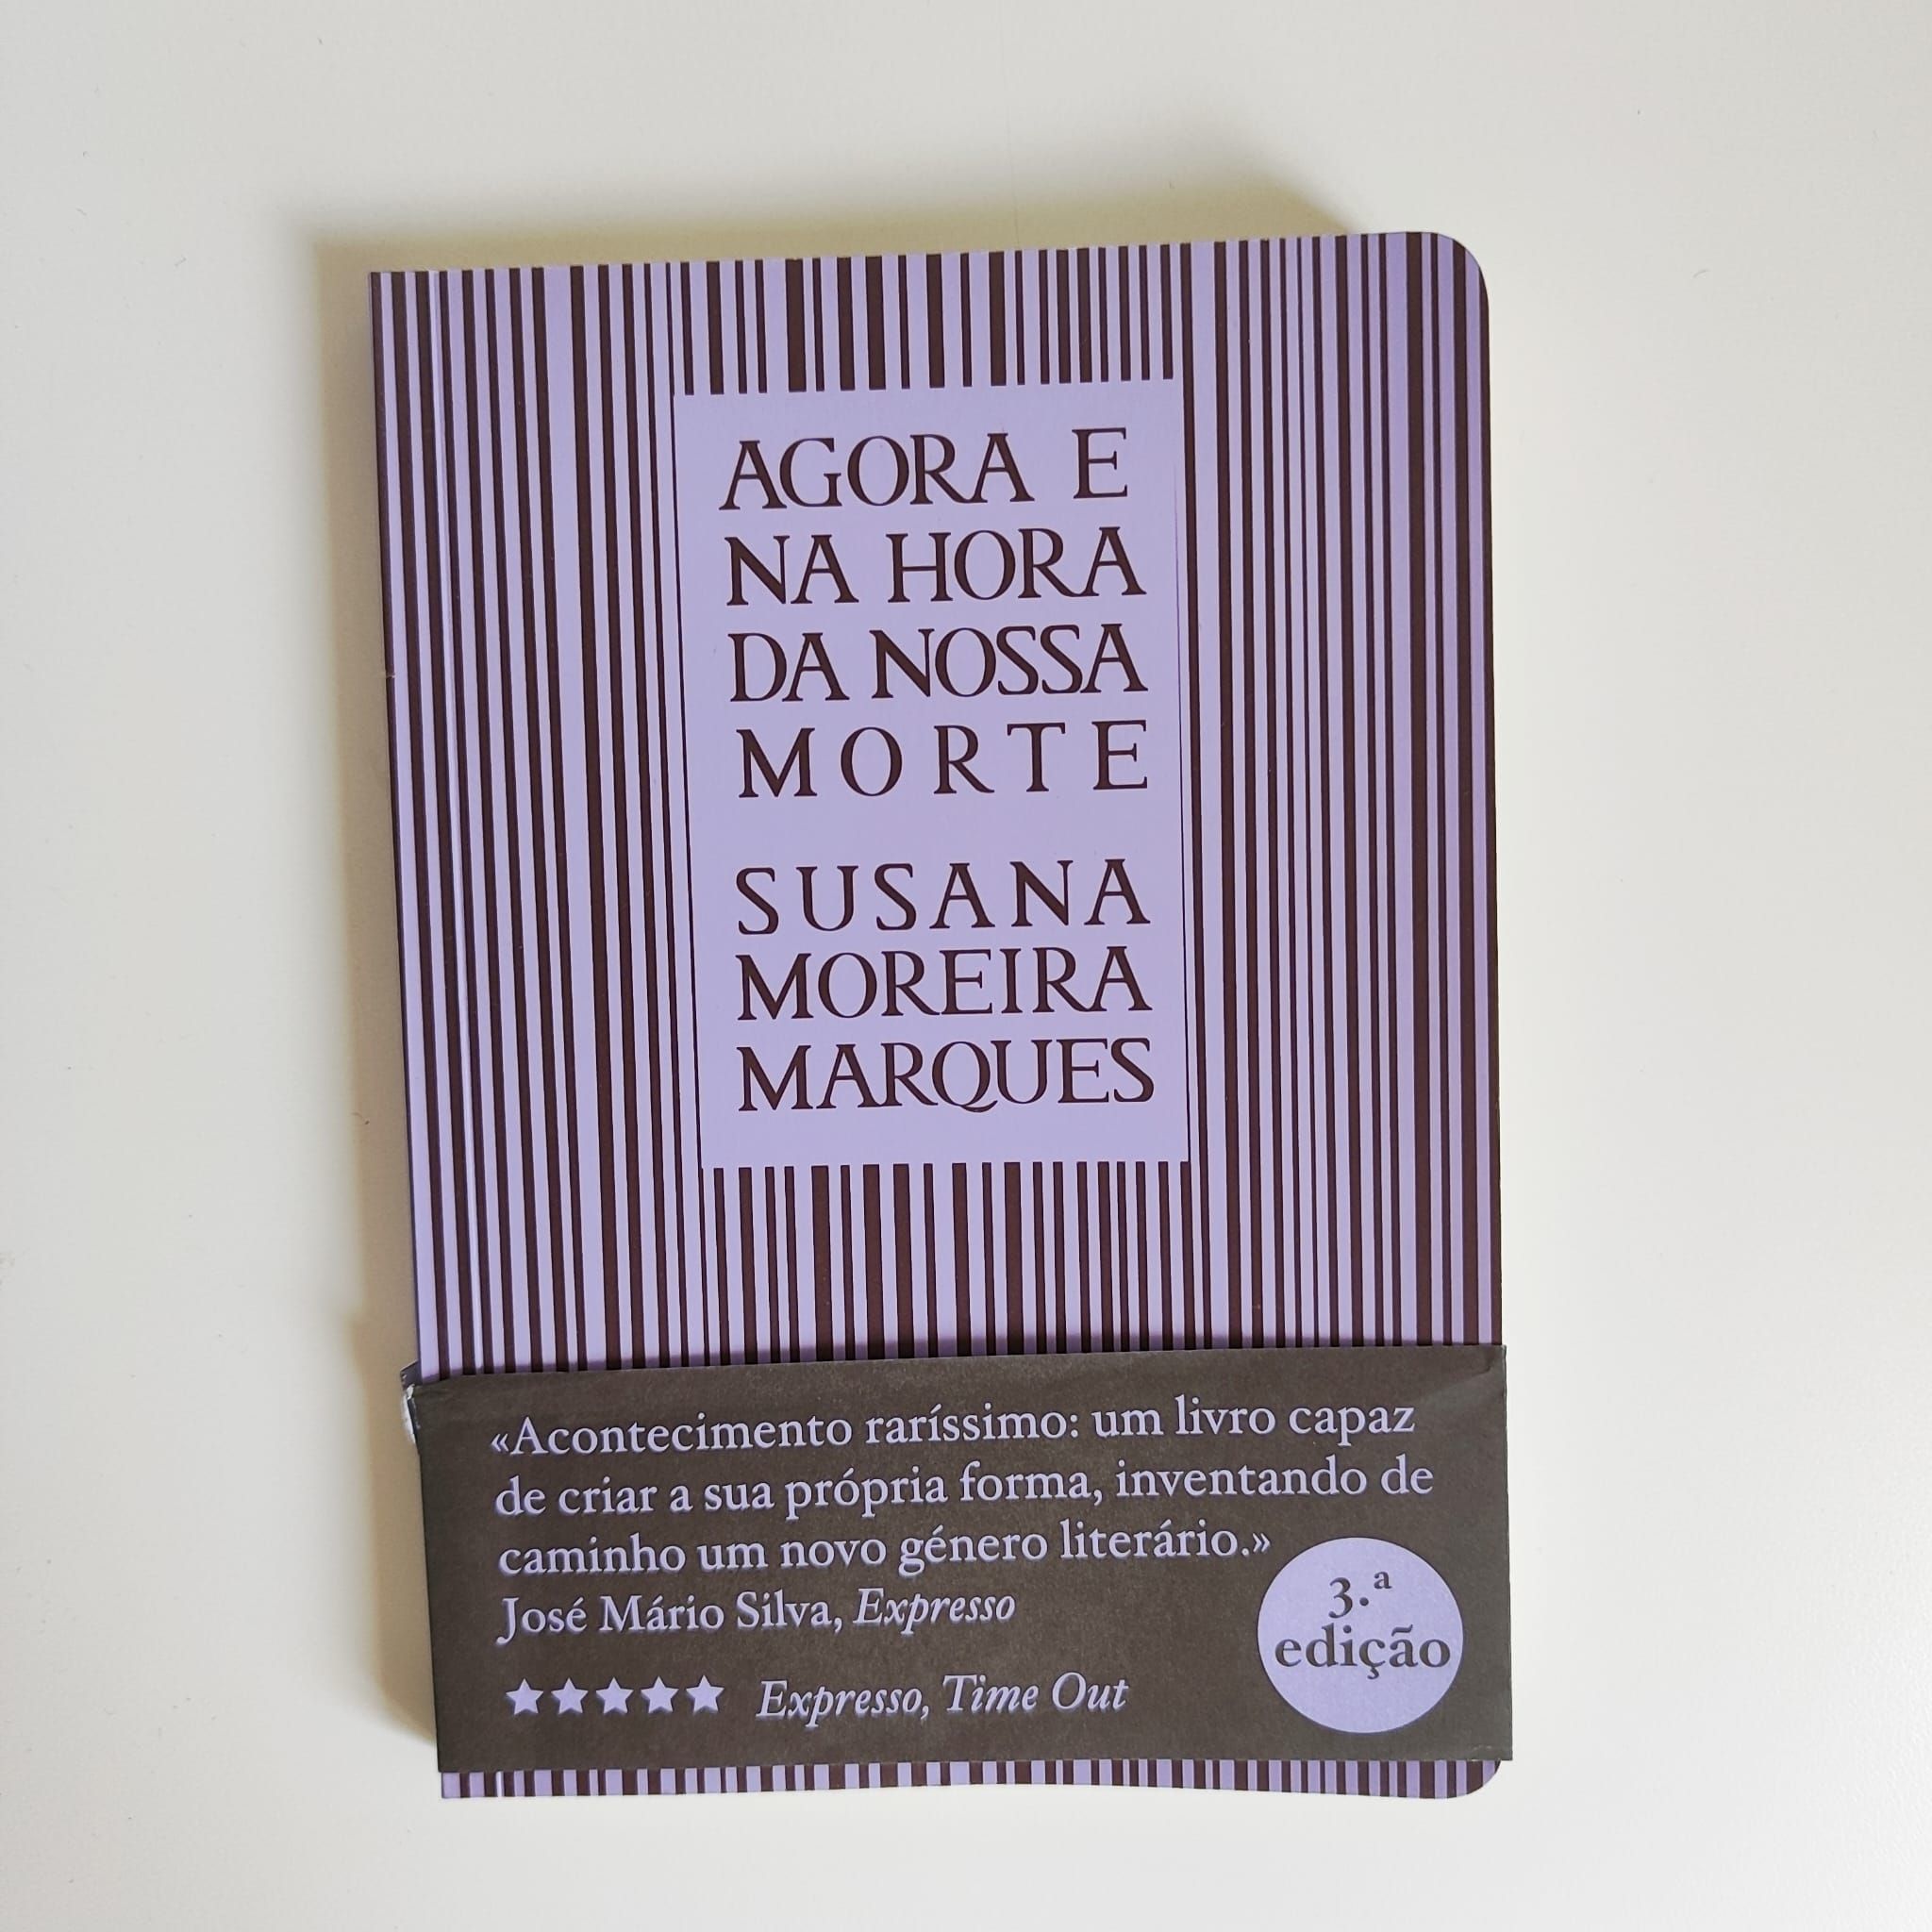 AGORA E
NA HORA
DA NOSSA
MORTE
SUSANA
MOREIRA
MARQUES
«Acontecimento raríssimo: um livro capaz
de criar a sua própria forma, inventando de
caminho um novo género literário.»
José Mário Silva, Expresso
★★★★★ Expresso, Time Out
3.ª
edição